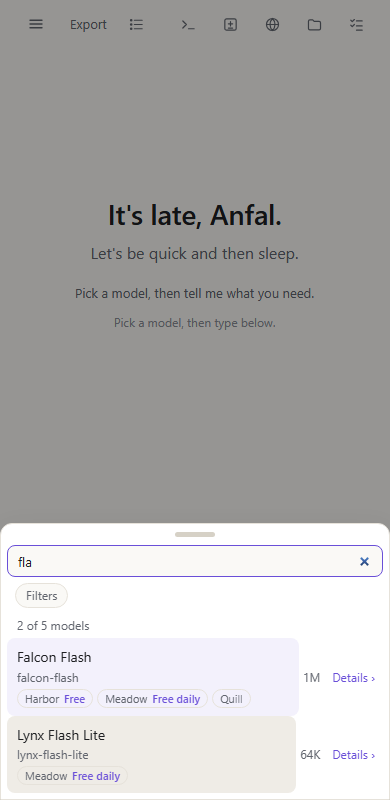 Export
It's late, Anfal.
Let's be quick and then sleep.
Pick a model, then tell me what you need.
Pick a model, then type below.
fla
Filters
2 of 5 models
Falcon Flash
falcon-flash
1M Details ›
Harbor Free Meadow Free daily Quill
Lynx Flash Lite
lynx-flash-lite
64K Details ›
Meadow Free daily